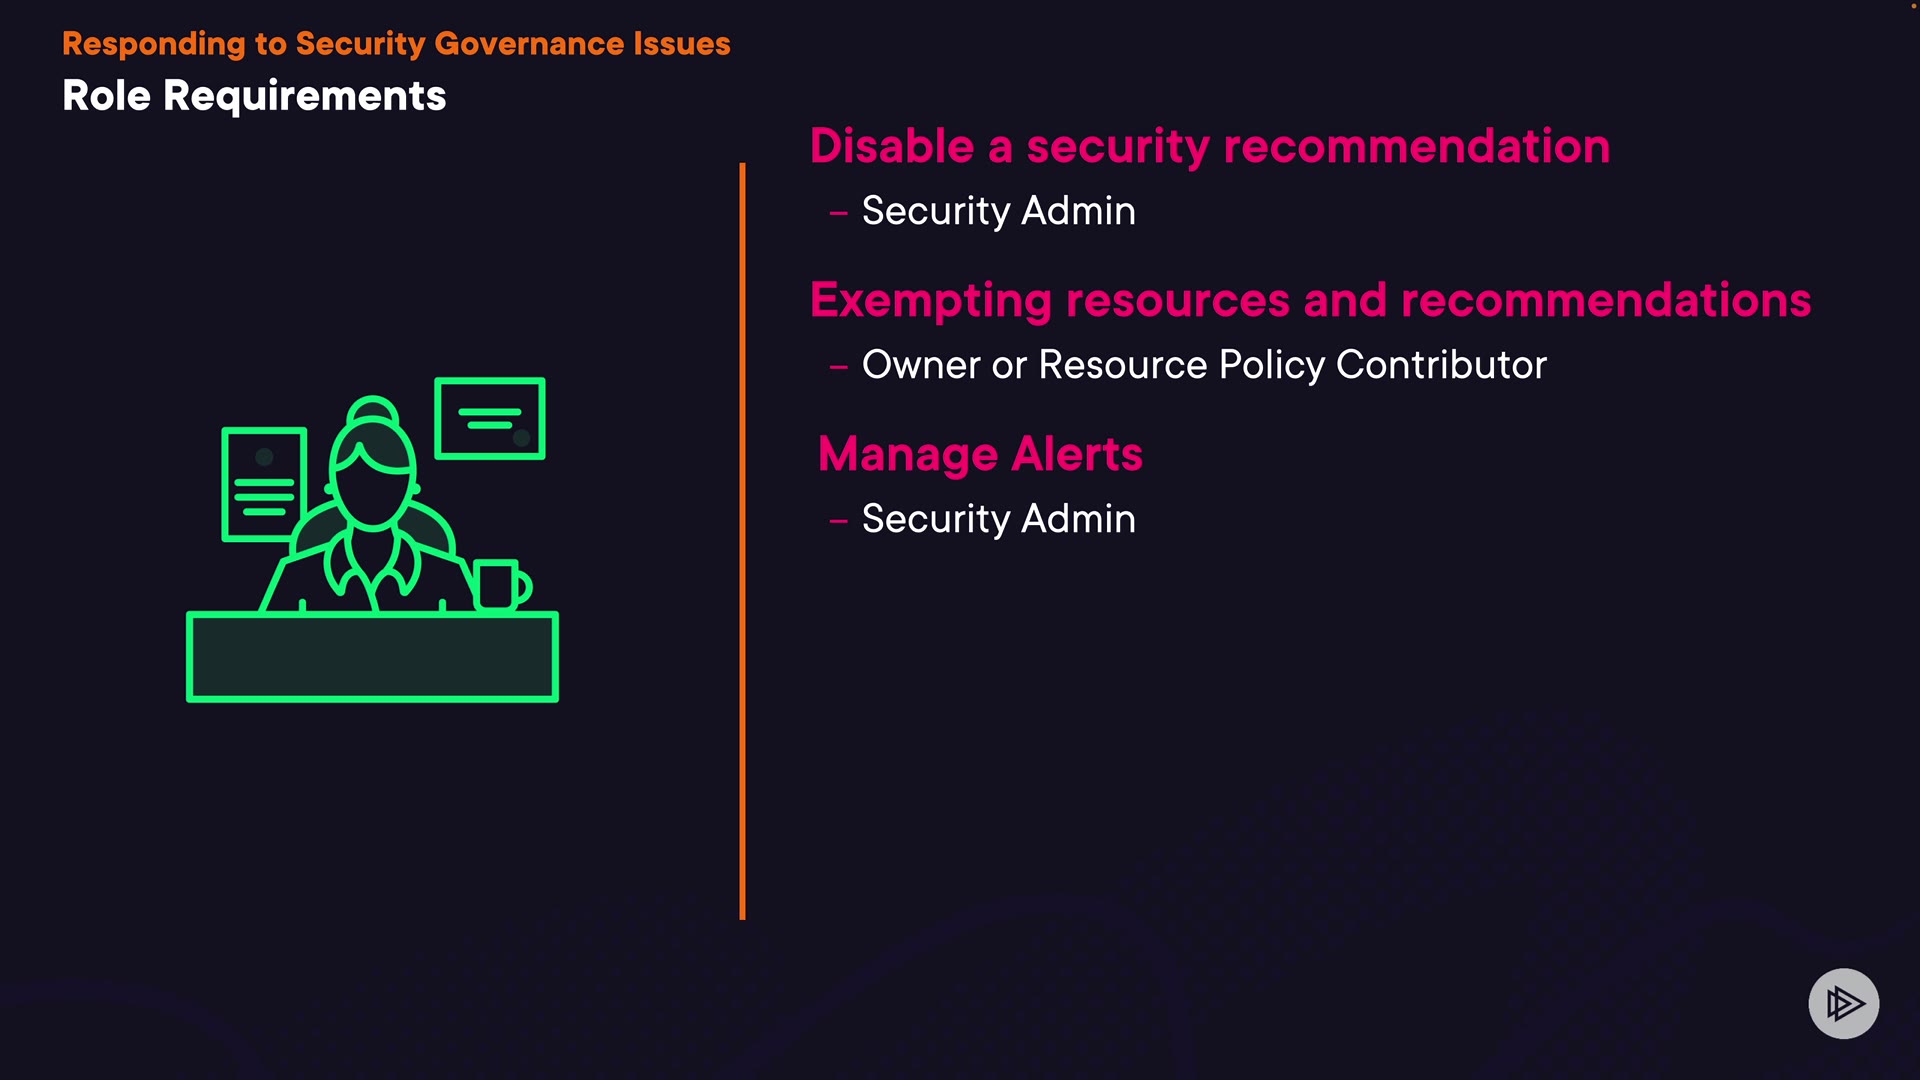 Responding to Security Governance Issues
Role Requirements
Disable a security recommendation
– Security Admin
Exempting resources and recommendations
– Owner or Resource Policy Contributor
Manage Alerts
– Security Admin